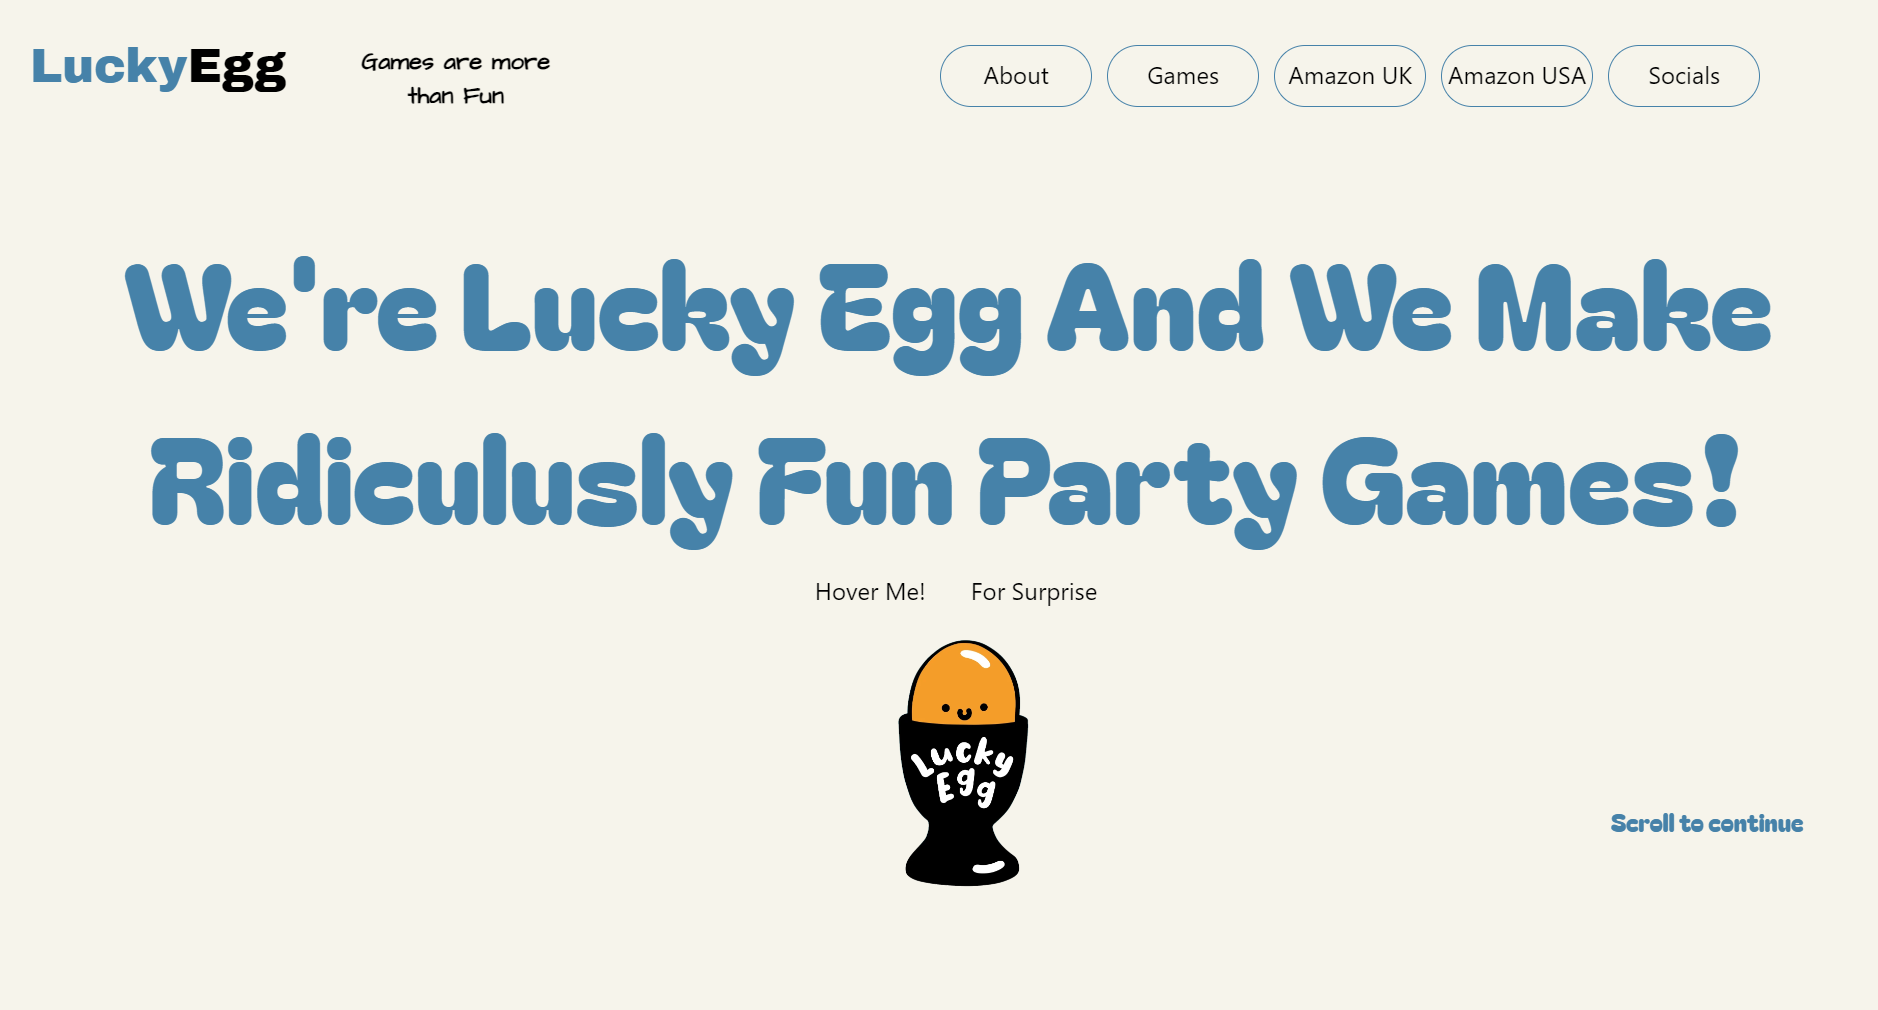 LuckyEgg
Games are more
than Fun
About
Games
Amazon UK
Amazon USA
Socials
We're Lucky Egg And We Make
Ridiculusly Fun Party Games!
Hover Me!
For Surprise
Lucky
Egg
Scroll to continue